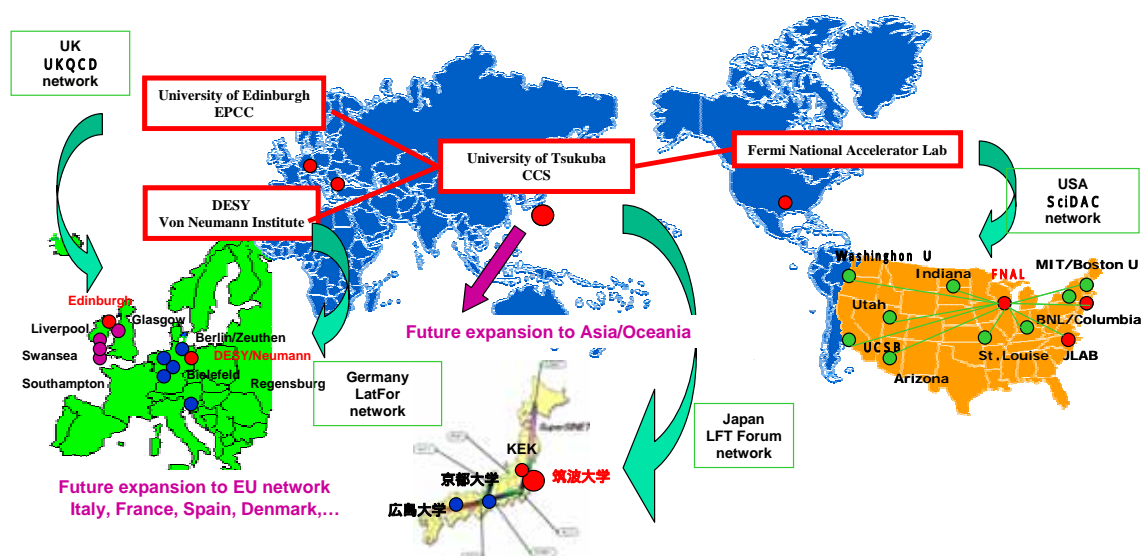 UK
UKQCD
network
University of Edinburgh
EPCC
DESY
Von Neumann Institute
University of Tsukuba
CCS
Fermi National Accelerator Lab
USA
SciDAC
network
Edinburgh
Glasgow
Liverpool
Berlin/Zeuthen
DESY/Neumann
Swansea
Bielefeld
Southampton
Regensburg
Future expansion to EU network
Italy, France, Spain, Denmark,…
Germany
LatFor
network
Future expansion to Asia/Oceania
SuperSINET
KEK
京都大学
筑波大学
広島大学
Japan
LFT Forum
network
Washinghon U
Indiana
FNAL
MIT/Boston U
Utah
BNL/Columbia
UCSB
St.Louise
JLAB
Arizona